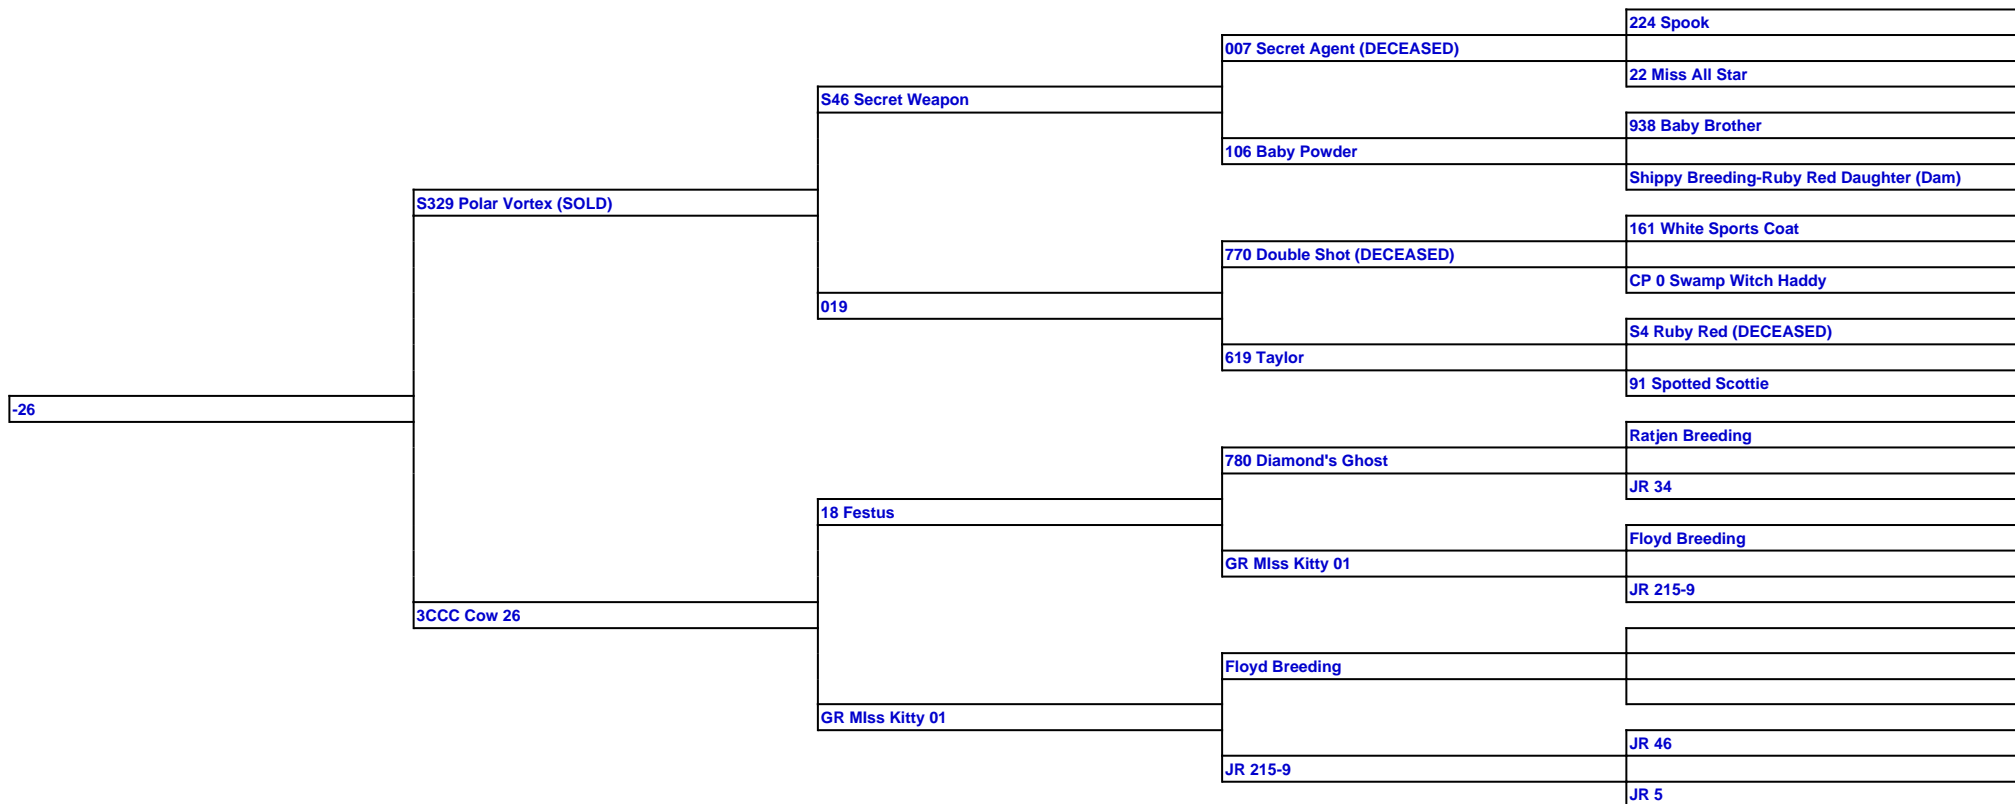 224 Spook
007 Secret Agent (DECEASED)
22 Miss All Star
S46 Secret Weapon
938 Baby Brother
106 Baby Powder
Shippy Breeding-Ruby Red Daughter (Dam)
S329 Polar Vortex (SOLD)
161 White Sports Coat
770 Double Shot (DECEASED)
CP 0 Swamp Witch Haddy
019
S4 Ruby Red (DECEASED)
619 Taylor
91 Spotted Scottie
-26
Ratjen Breeding
780 Diamond's Ghost
JR 34
18 Festus
Floyd Breeding
GR MIss Kitty 01
JR 215-9
3CCC Cow 26
Floyd Breeding
GR MIss Kitty 01
JR 46
JR 215-9
JR 5